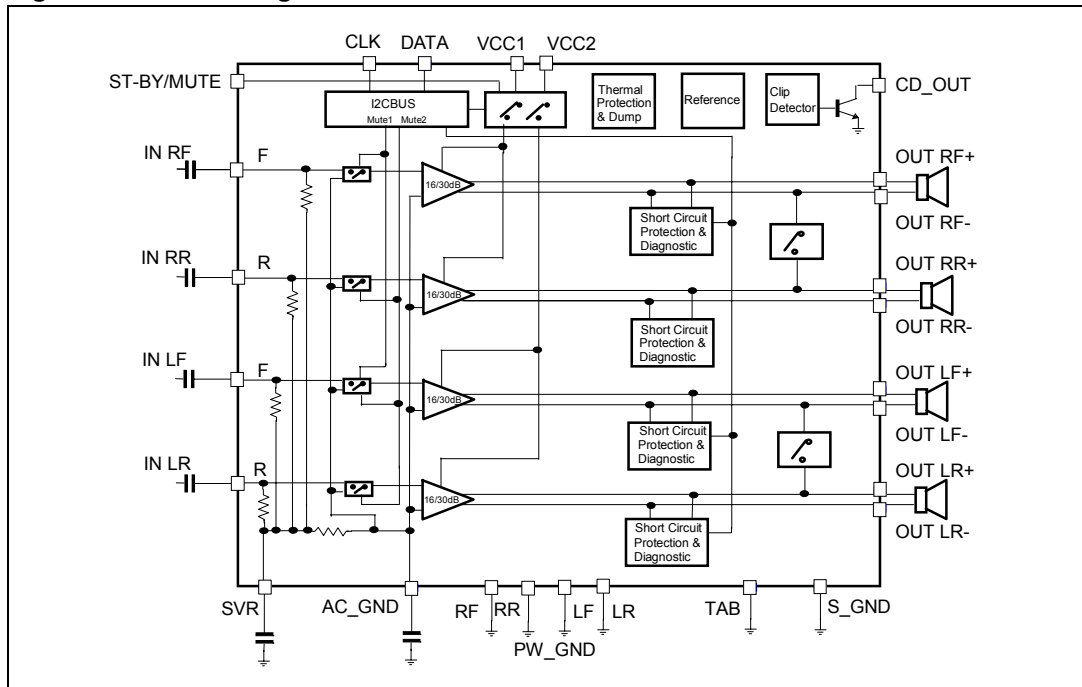 CLK DATA VCC1 VCC2
ST-BY/MUTE
I2CBUS
Mute1 Mute2
Thermal
Protection
& Dump
Reference
Clip
Detector
CD_OUT
IN RF
F
16/30dB
OUT RF+
Short Circuit
Protection &
Diagnostic
OUT RF-
IN RR
R
16/30dB
OUT RR+
Short Circuit
Protection &
Diagnostic
OUT RR-
IN LF
F
16/30dB
OUT LF+
Short Circuit
Protection &
Diagnostic
OUT LF-
IN LR
R
16/30dB
OUT LR+
Short Circuit
Protection &
Diagnostic
OUT LR-
SVR AC_GND RF RR LF LR TAB S_GND
PW_GND